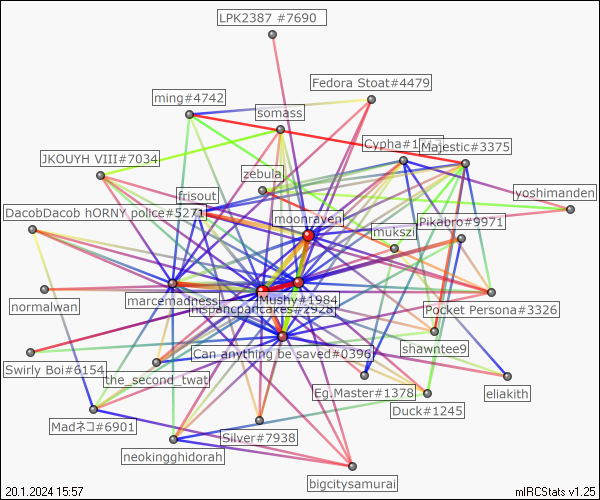 LPK2387 #7690
Fedora Stoat#4479
ming#4742
somass
Cypha#1
Majestic#3375
JKOUYH VIII#7034
zebula
frisout
yoshimanden
DacobDacob hORNY police#5271
moonraven
mukszi
Pikabro#9971
marcemadness
Mushy#1984
normalwan
Pocket Persona#3326
shawntee9
Can anything be saved#0396
Swirly Boi#6154
the_second_twat
Eg.Master#1378
eliakith
Duck#1245
Madネコ#6901
Silver#7938
neokingghidorah
bigcitysamurai
20.1.2024 15:57
mIRCStats v1.25